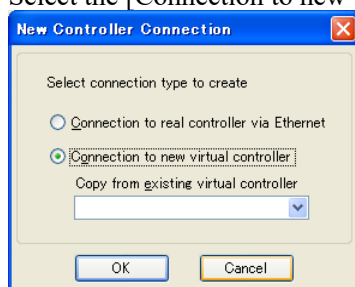 Select the [Connection to new
New Controller Connection
Select connection type to create
Connection to real controller via Ethernet
Connection to new virtual controller
Copy from existing virtual controller
OK Cancel